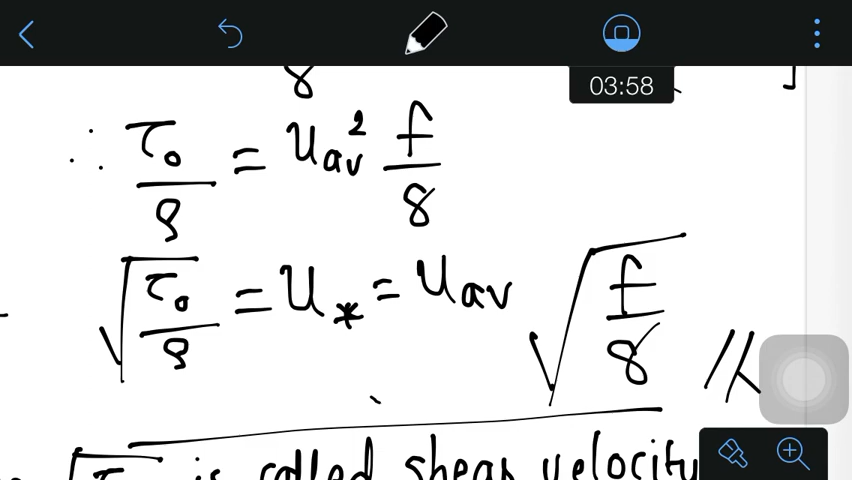 8
03:58
∴ τ₀/ρ = u_av² f/8
√(τ₀/ρ) = u_* = u_av √(f/8) //
is called shear velocity